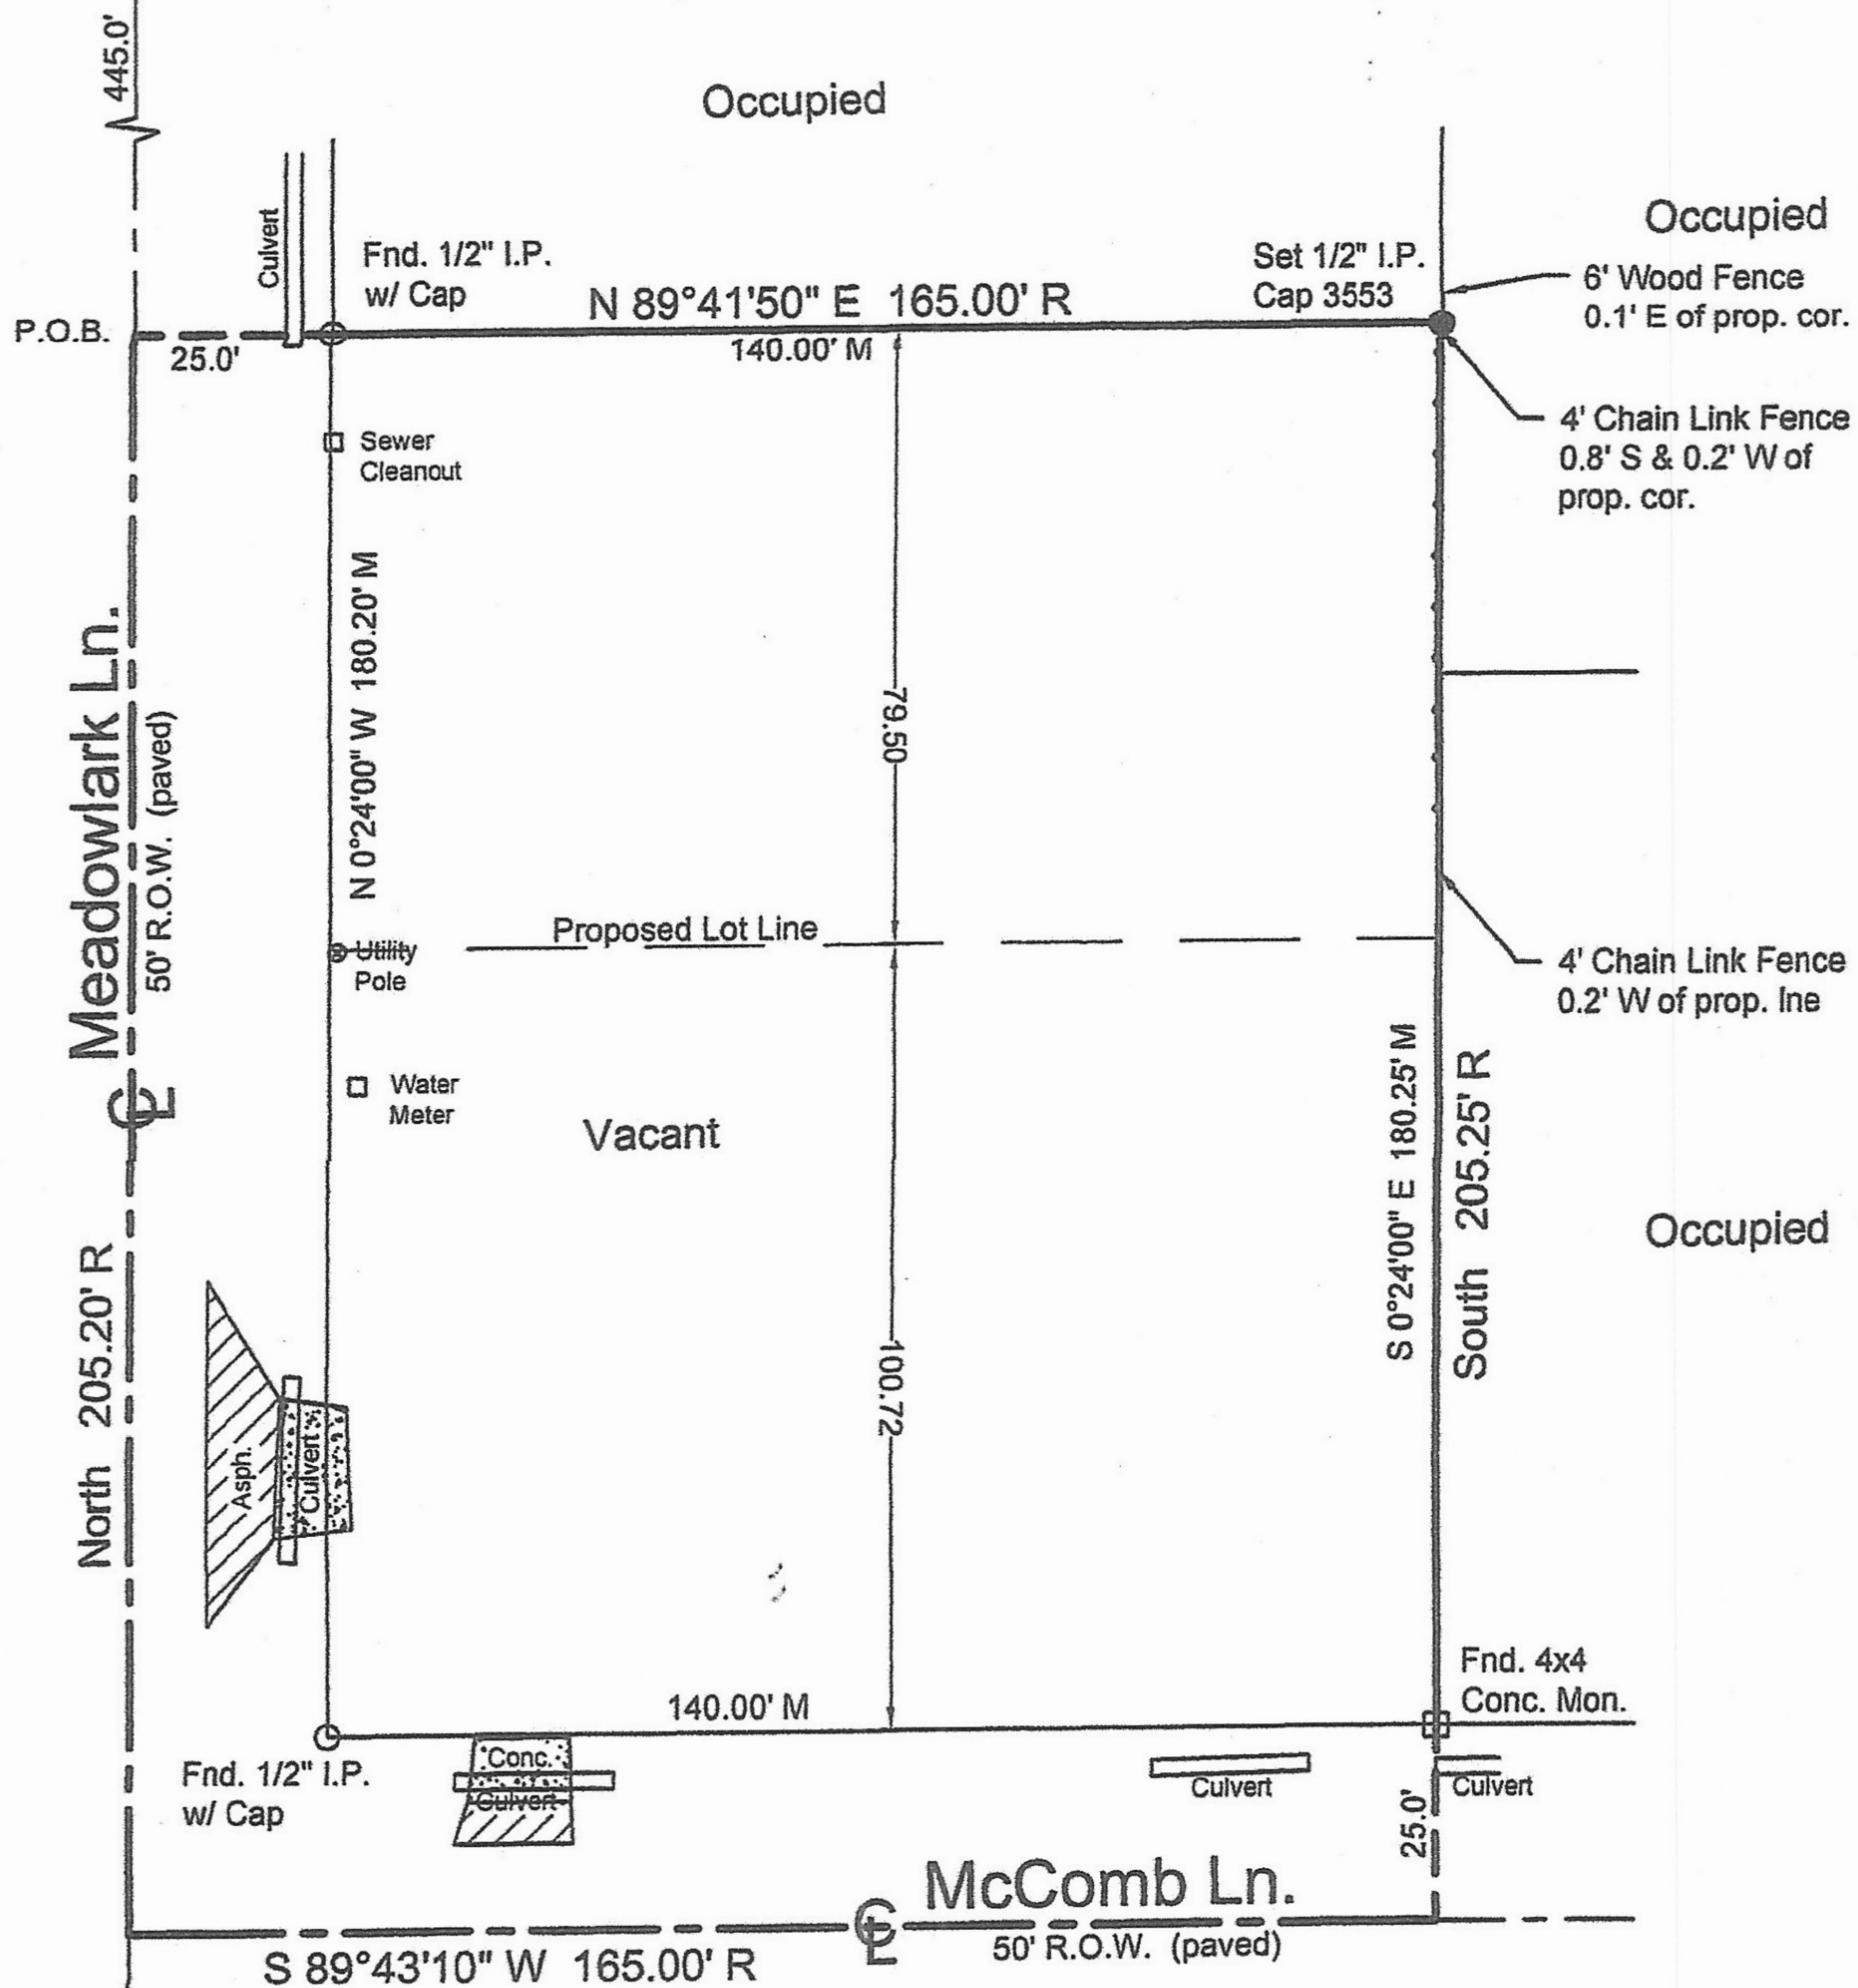 445.0'
Occupied
Occupied
Culvert
Fnd. 1/2" I.P.
w/ Cap
Set 1/2" I.P.
Cap 3553
6' Wood Fence
0.1' E of prop. cor.
N 89°41'50" E 165.00' R
P.O.B.
25.0'
140.00' M
4' Chain Link Fence
0.8' S & 0.2' W of
prop. cor.
Sewer
Cleanout
N 0°24'00" W 180.20' M
79.50
Meadowlark Ln.
50' R.O.W. (paved)
Proposed Lot Line
Utility
Pole
4' Chain Link Fence
0.2' W of prop. lne
Water
Meter
Vacant
CL
S 0°24'00" E 180.25' M
South 205.25' R
Occupied
North 205.20' R
100.72
Asph.
Culvert
Fnd. 4x4
Conc. Mon.
140.00' M
Fnd. 1/2" I.P.
w/ Cap
Conc.
Culvert
Culvert
Culvert
25.0'
McComb Ln.
CL
50' R.O.W. (paved)
S 89°43'10" W 165.00' R